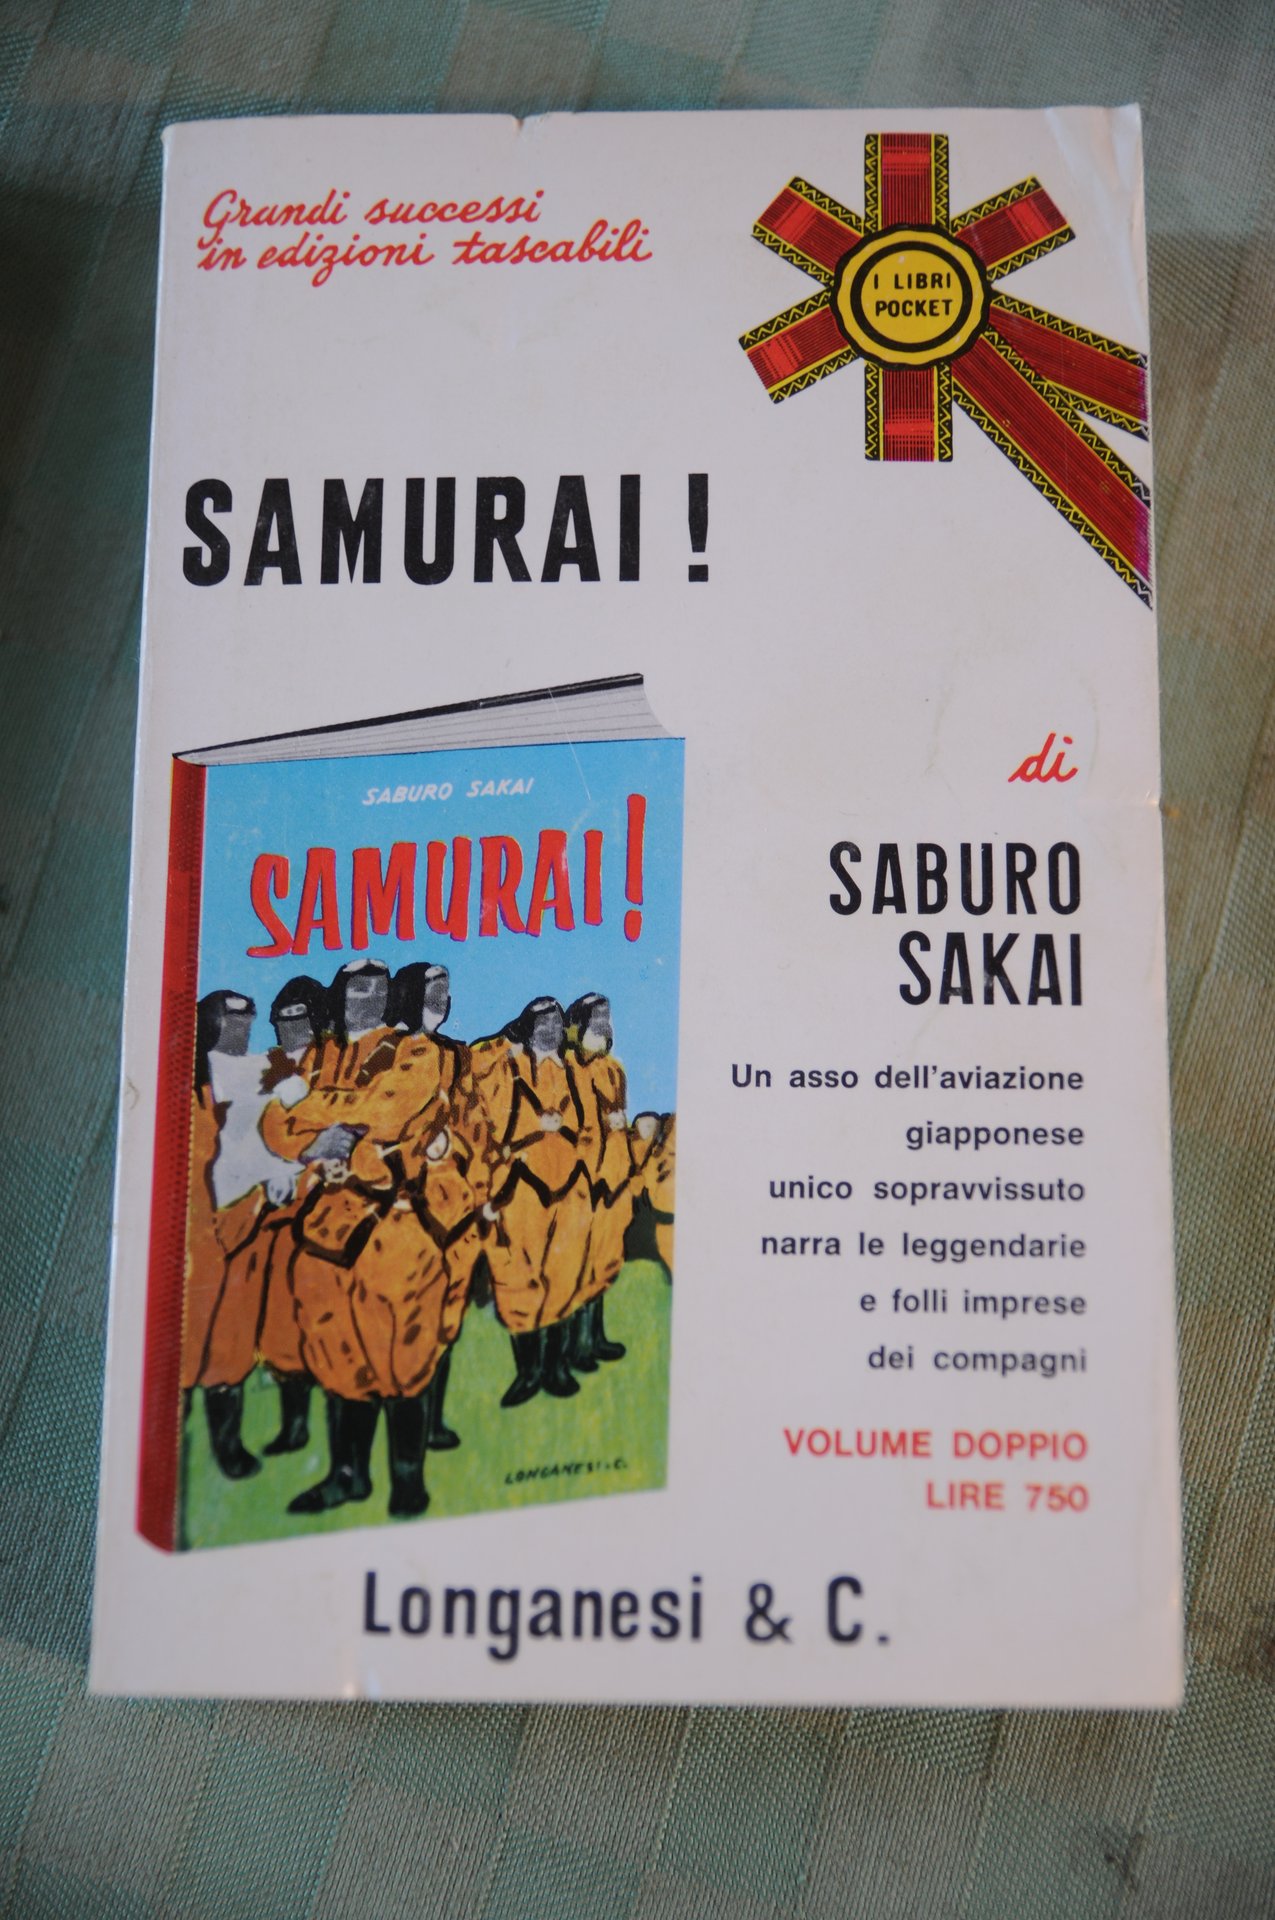 Grandi successi
in edizioni tascabili
I LIBRI
POCKET
SAMURAI !
SABURO SAKAI
SAMURAI!
LONGANESI & C.
di
SABURO
SAKAI
Un asso dell'aviazione
giapponese
unico sopravvissuto
narra le leggendarie
e folli imprese
dei compagni
VOLUME DOPPIO
LIRE 750
Longanesi & C.